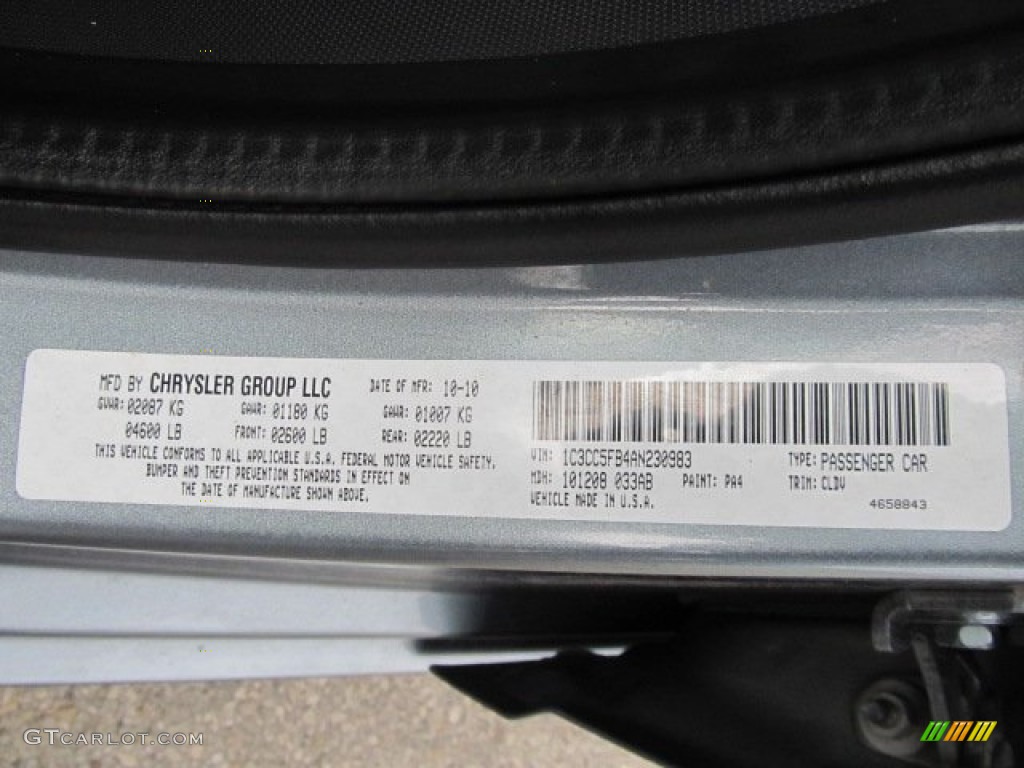 MFD BY CHRYSLER GROUP LLC DATE OF MFR: 10-10
GVWR: 02087 KG GAWR: 01180 KG GAWR: 01007 KG
04600 LB FRONT: 02600 LB REAR: 02220 LB
THIS VEHICLE CONFORMS TO ALL APPLICABLE U.S.A. FEDERAL MOTOR VEHICLE SAFETY,
BUMPER AND THEFT PREVENTION STANDARDS IN EFFECT ON
THE DATE OF MANUFACTURE SHOWN ABOVE.
VIN: 1C3CC5FB4AN230983 TYPE: PASSENGER CAR
MDH: 101208 033AB PAINT: PA4 TRIM: CLDV
VEHICLE MADE IN U.S.A. 4658843
GTCARLOT.COM